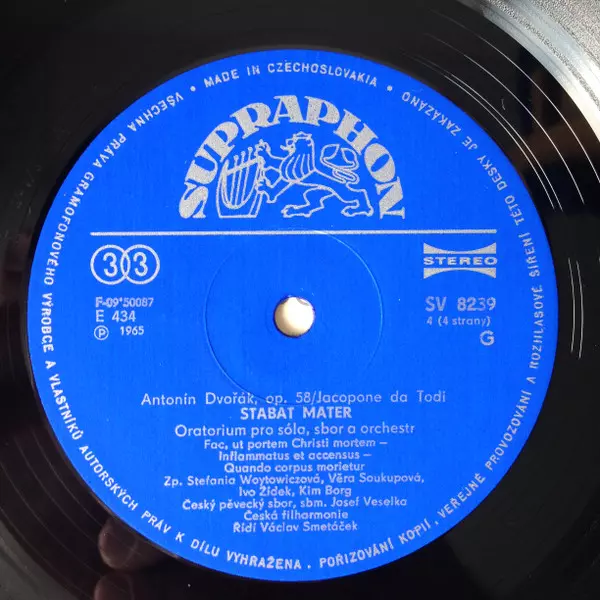 VŠECHNA PRÁVA GRAMOFONOVÉHO VÝROBCE A VLASTNÍKŮ AUTORSKÝCH PRÁV K DÍLU VYHRAŽENA. POŘIZOVÁNÍ KOPIÍ, VEŘEJNÉ PROVOZOVÁNÍ A ROZHLASOVÉ ŠÍŘENÍ TÉTO DESKY JE ZAKÁZÁNO
• MADE IN CZECHOSLOVAKIA •
SUPRAPHON
33
STEREO
F-09*50087
E 434
Ⓟ 1965
SV 8239
4 (4 strany)
G
Antonín Dvořák, op. 58/Jacopone da Todi
STABAT MATER
Oratorium pro sóla, sbor a orchestr
Fac, ut portem Christi mortem –
Inflammatus et accensus –
Quando corpus morietur
Zp. Stefania Woytowiczová, Věra Soukupová,
Ivo Žídek, Kim Borg
Český pěvecký sbor, sbm. Josef Veselka
Česká filharmonie
Řídí Václav Smetáček